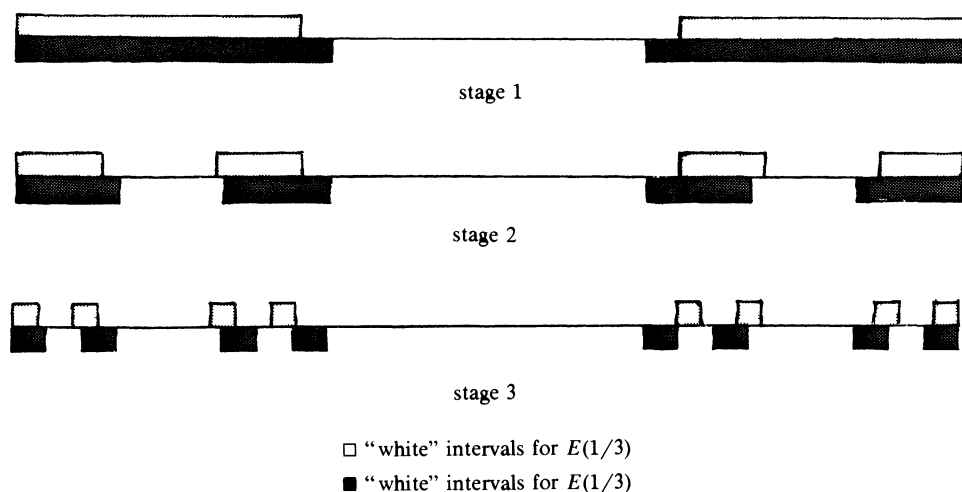 stage 1
stage 2
stage 3
□ “white” intervals for E(1/3)
■ “white” intervals for E(1/3)